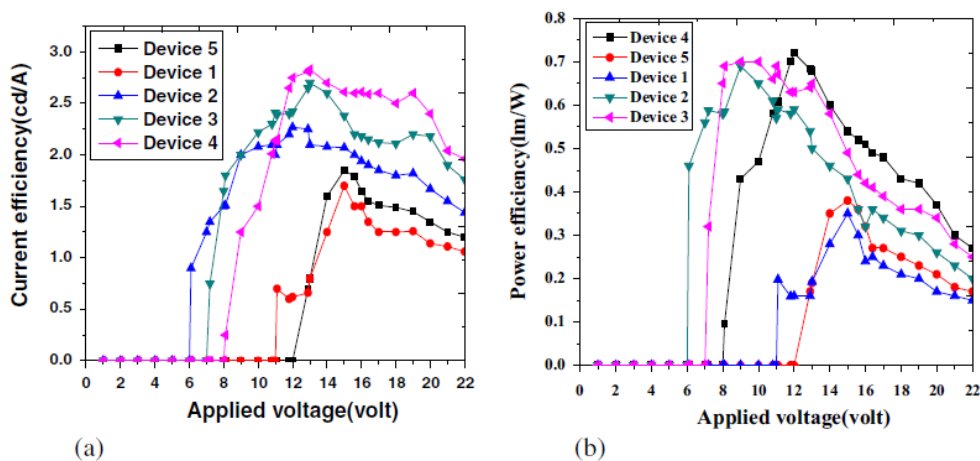 Current efficiency(cd/A)
3.0
2.5
2.0
1.5
1.0
0.5
0.0
Device 5
Device 1
Device 2
Device 3
Device 4
0 2 4 6 8 10 12 14 16 18 20 22
Applied voltage(volt)
(a)
Power efficiency(lm/W)
0.8
0.7
0.6
0.5
0.4
0.3
0.2
0.1
0.0
Device 4
Device 5
Device 1
Device 2
Device 3
0 2 4 6 8 10 12 14 16 18 20 22
Applied voltage(volt)
(b)